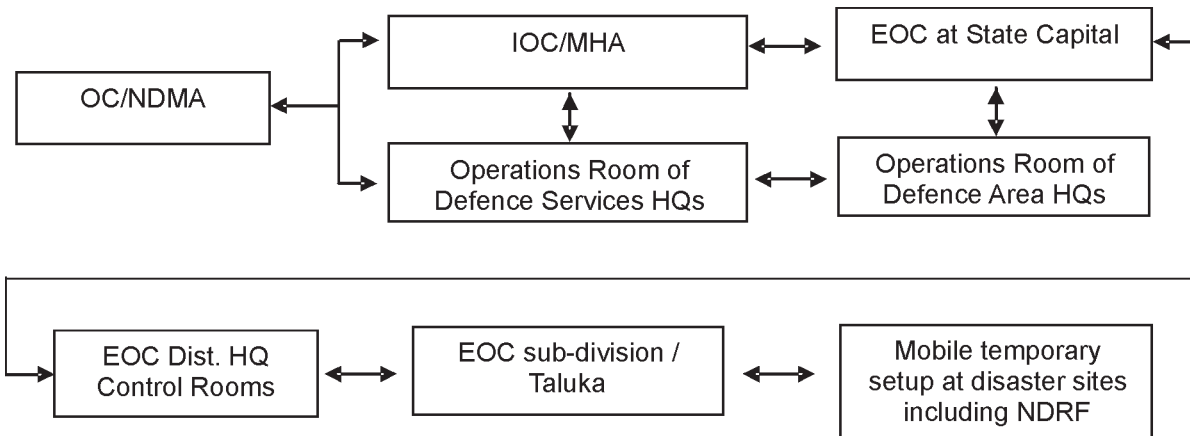 OC/NDMA
IOC/MHA
EOC at State Capital
Operations Room of
Defence Services HQs
Operations Room of
Defence Area HQs
EOC Dist. HQ
Control Rooms
EOC sub-division /
Taluka
Mobile temporary
setup at disaster sites
including NDRF